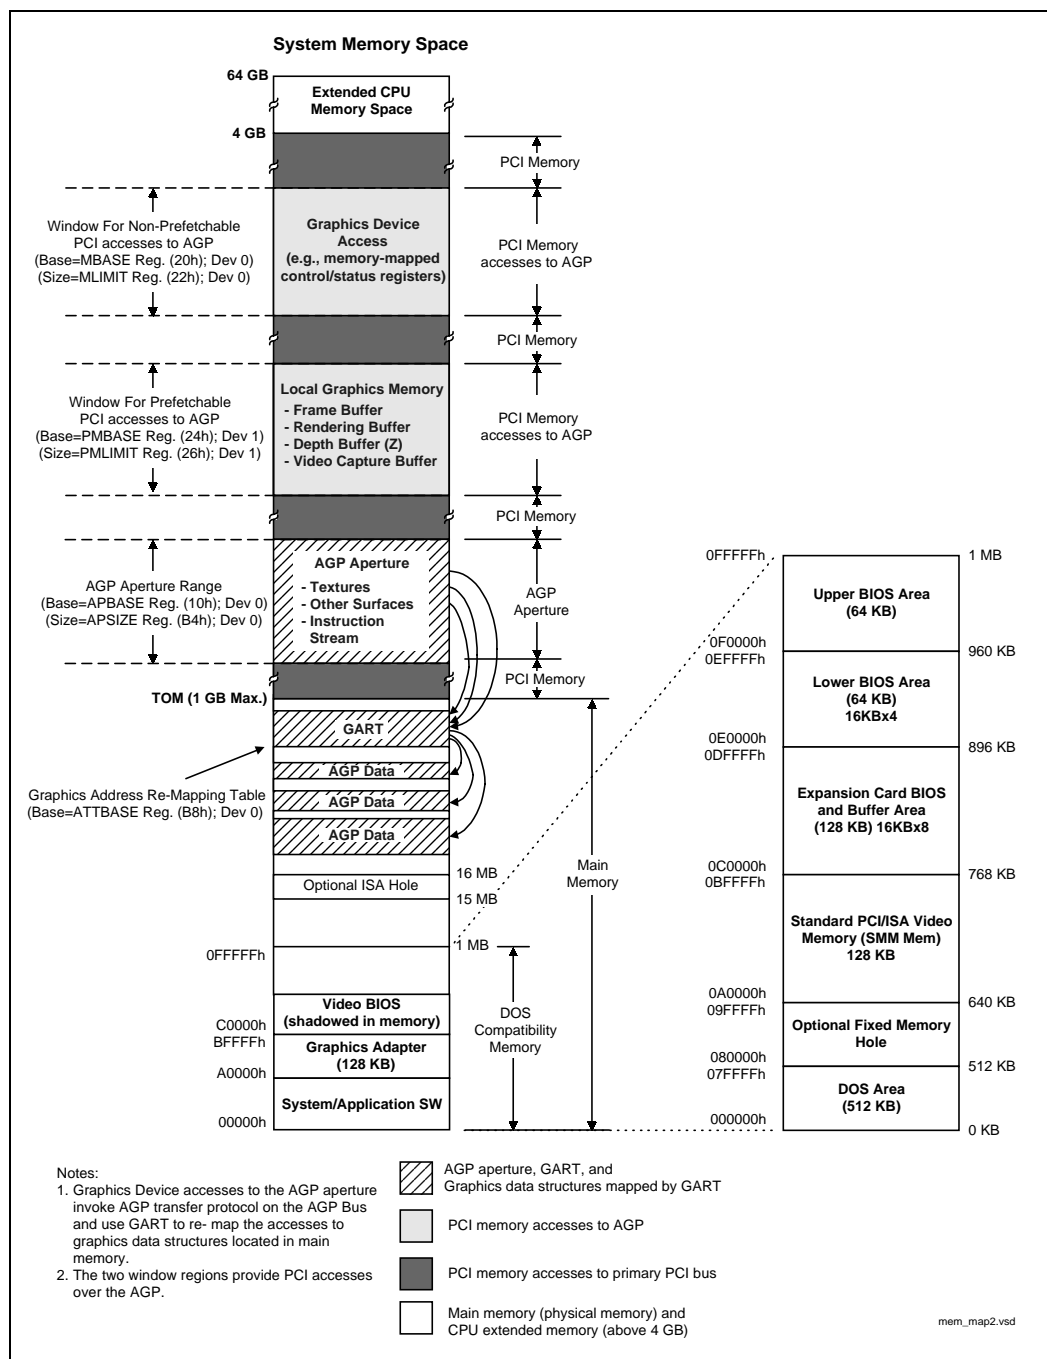 System Memory Space
64 GB
Extended CPU
Memory Space
4 GB
PCI Memory
Window For Non-Prefetchable
PCI accesses to AGP
(Base=MBASE Reg. (20h); Dev 0)
(Size=MLIMIT Reg. (22h); Dev 0)
Graphics Device
Access
(e.g., memory-mapped
control/status registers)
PCI Memory
accesses to AGP
PCI Memory
Window For Prefetchable
PCI accesses to AGP
(Base=PMBASE Reg. (24h); Dev 1)
(Size=PMLIMIT Reg. (26h); Dev 1)
Local Graphics Memory
- Frame Buffer
- Rendering Buffer
- Depth Buffer (Z)
- Video Capture Buffer
PCI Memory
accesses to AGP
PCI Memory
AGP Aperture Range
(Base=APBASE Reg. (10h); Dev 0)
(Size=APSIZE Reg. (B4h); Dev 0)
AGP Aperture
- Textures
- Other Surfaces
- Instruction
Stream
AGP
Aperture
PCI Memory
TOM (1 GB Max.)
GART
AGP Data
AGP Data
AGP Data
Graphics Address Re-Mapping Table
(Base=ATTBASE Reg. (B8h); Dev 0)
16 MB
Optional ISA Hole
15 MB
Main
Memory
1 MB
0FFFFFh
Video BIOS
(shadowed in memory)
C0000h
BFFFFh
Graphics Adapter
(128 KB)
A0000h
System/Application SW
00000h
DOS
Compatibility
Memory
0FFFFFh
1 MB
Upper BIOS Area
(64 KB)
0F0000h
0EFFFFh
960 KB
Lower BIOS Area
(64 KB)
16KBx4
0E0000h
0DFFFFh
896 KB
Expansion Card BIOS
and Buffer Area
(128 KB) 16KBx8
0C0000h
0BFFFFh
768 KB
Standard PCI/ISA Video
Memory (SMM Mem)
128 KB
0A0000h
09FFFFh
640 KB
Optional Fixed Memory
Hole
080000h
07FFFFh
512 KB
DOS Area
(512 KB)
000000h
0 KB
Notes:
1. Graphics Device accesses to the AGP aperture
invoke AGP transfer protocol on the AGP Bus
and use GART to re- map the accesses to
graphics data structures located in main
memory.
2. The two window regions provide PCI accesses
over the AGP.
AGP aperture, GART, and
Graphics data structures mapped by GART
PCI memory accesses to AGP
PCI memory accesses to primary PCI bus
Main memory (physical memory) and
CPU extended memory (above 4 GB)
mem_map2.vsd